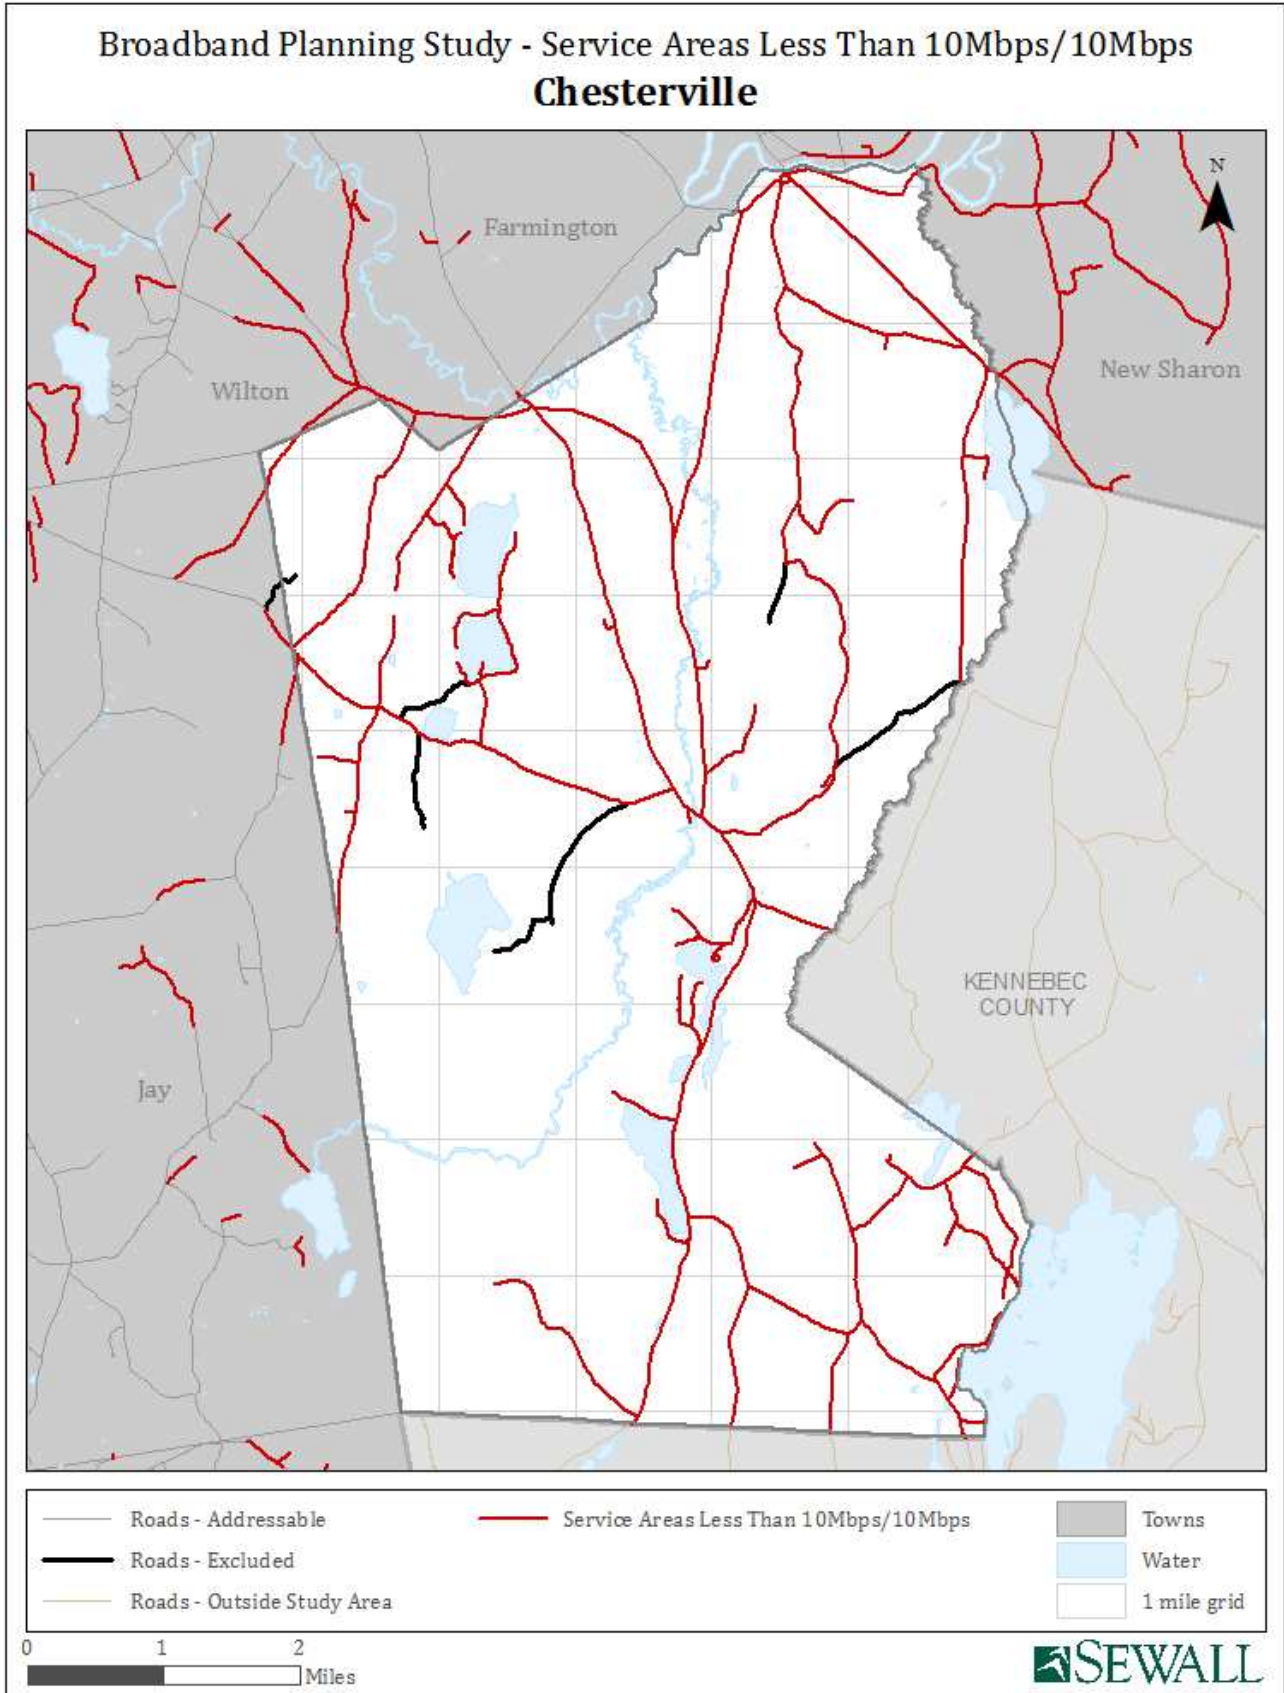 Broadband Planning Study - Service Areas Less Than 10Mbps/10Mbps
Chesterville
N
Farmington
New Sharon
Wilton
KENNEBEC
COUNTY
Jay
Roads - Addressable
Service Areas Less Than 10Mbps/10Mbps
Towns
Roads - Excluded
Water
Roads - Outside Study Area
1 mile grid
0 1 2
Miles
SEWALL